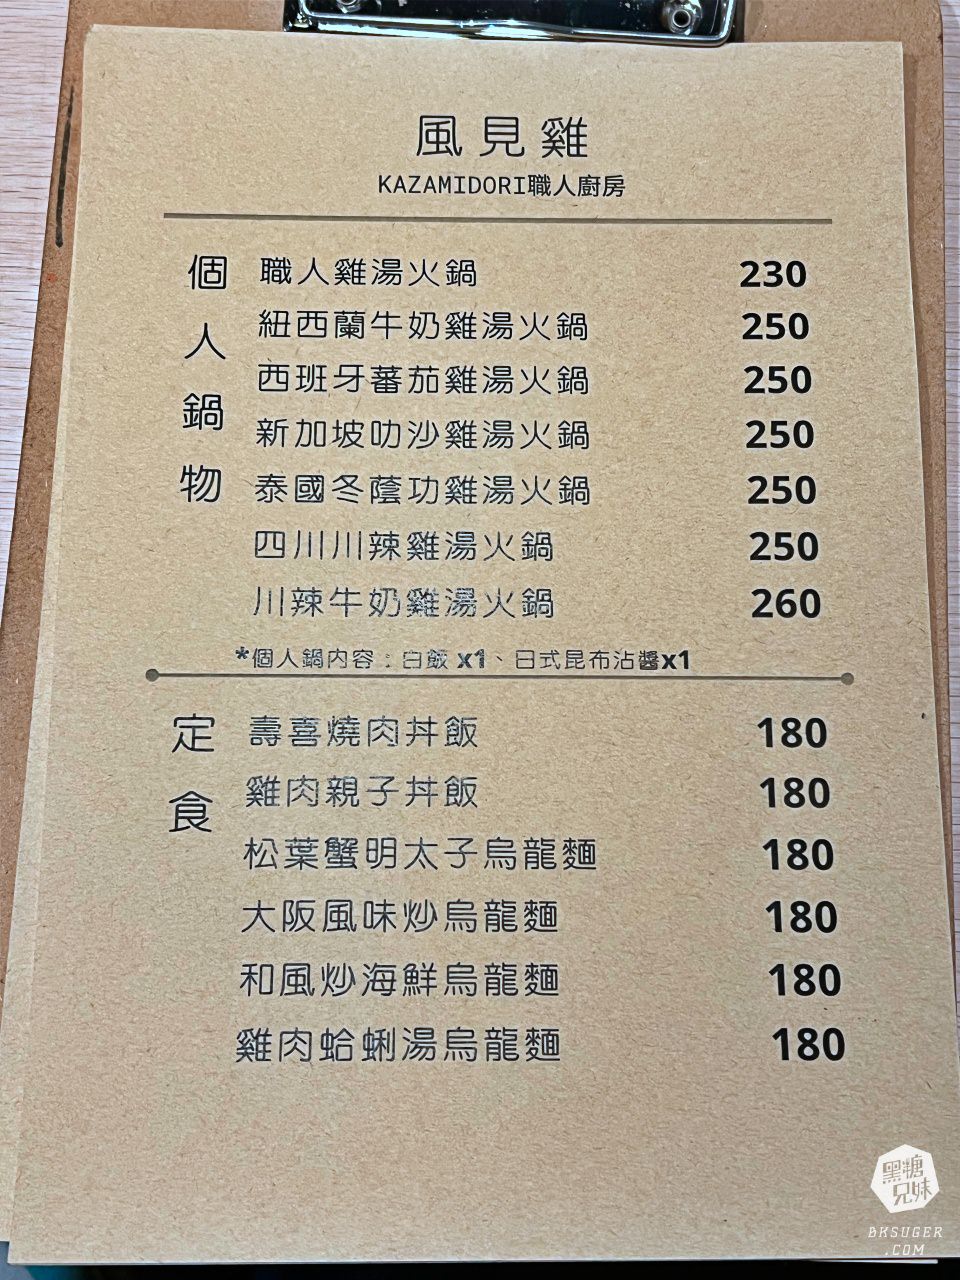 風見雞
KAZAMIDORI職人廚房
個人鍋物
職人雞湯火鍋 230
紐西蘭牛奶雞湯火鍋 250
西班牙蕃茄雞湯火鍋 250
新加坡叻沙雞湯火鍋 250
泰國冬蔭功雞湯火鍋 250
四川川辣雞湯火鍋 250
川辣牛奶雞湯火鍋 260
*個人鍋內容：白飯 x1、日式昆布沾醬x1
定食
壽喜燒肉丼飯 180
雞肉親子丼飯 180
松葉蟹明太子烏龍麵 180
大阪風味炒烏龍麵 180
和風炒海鮮烏龍麵 180
雞肉蛤蜊湯烏龍麵 180
黑糖
兄妹
BKSUGER
.COM